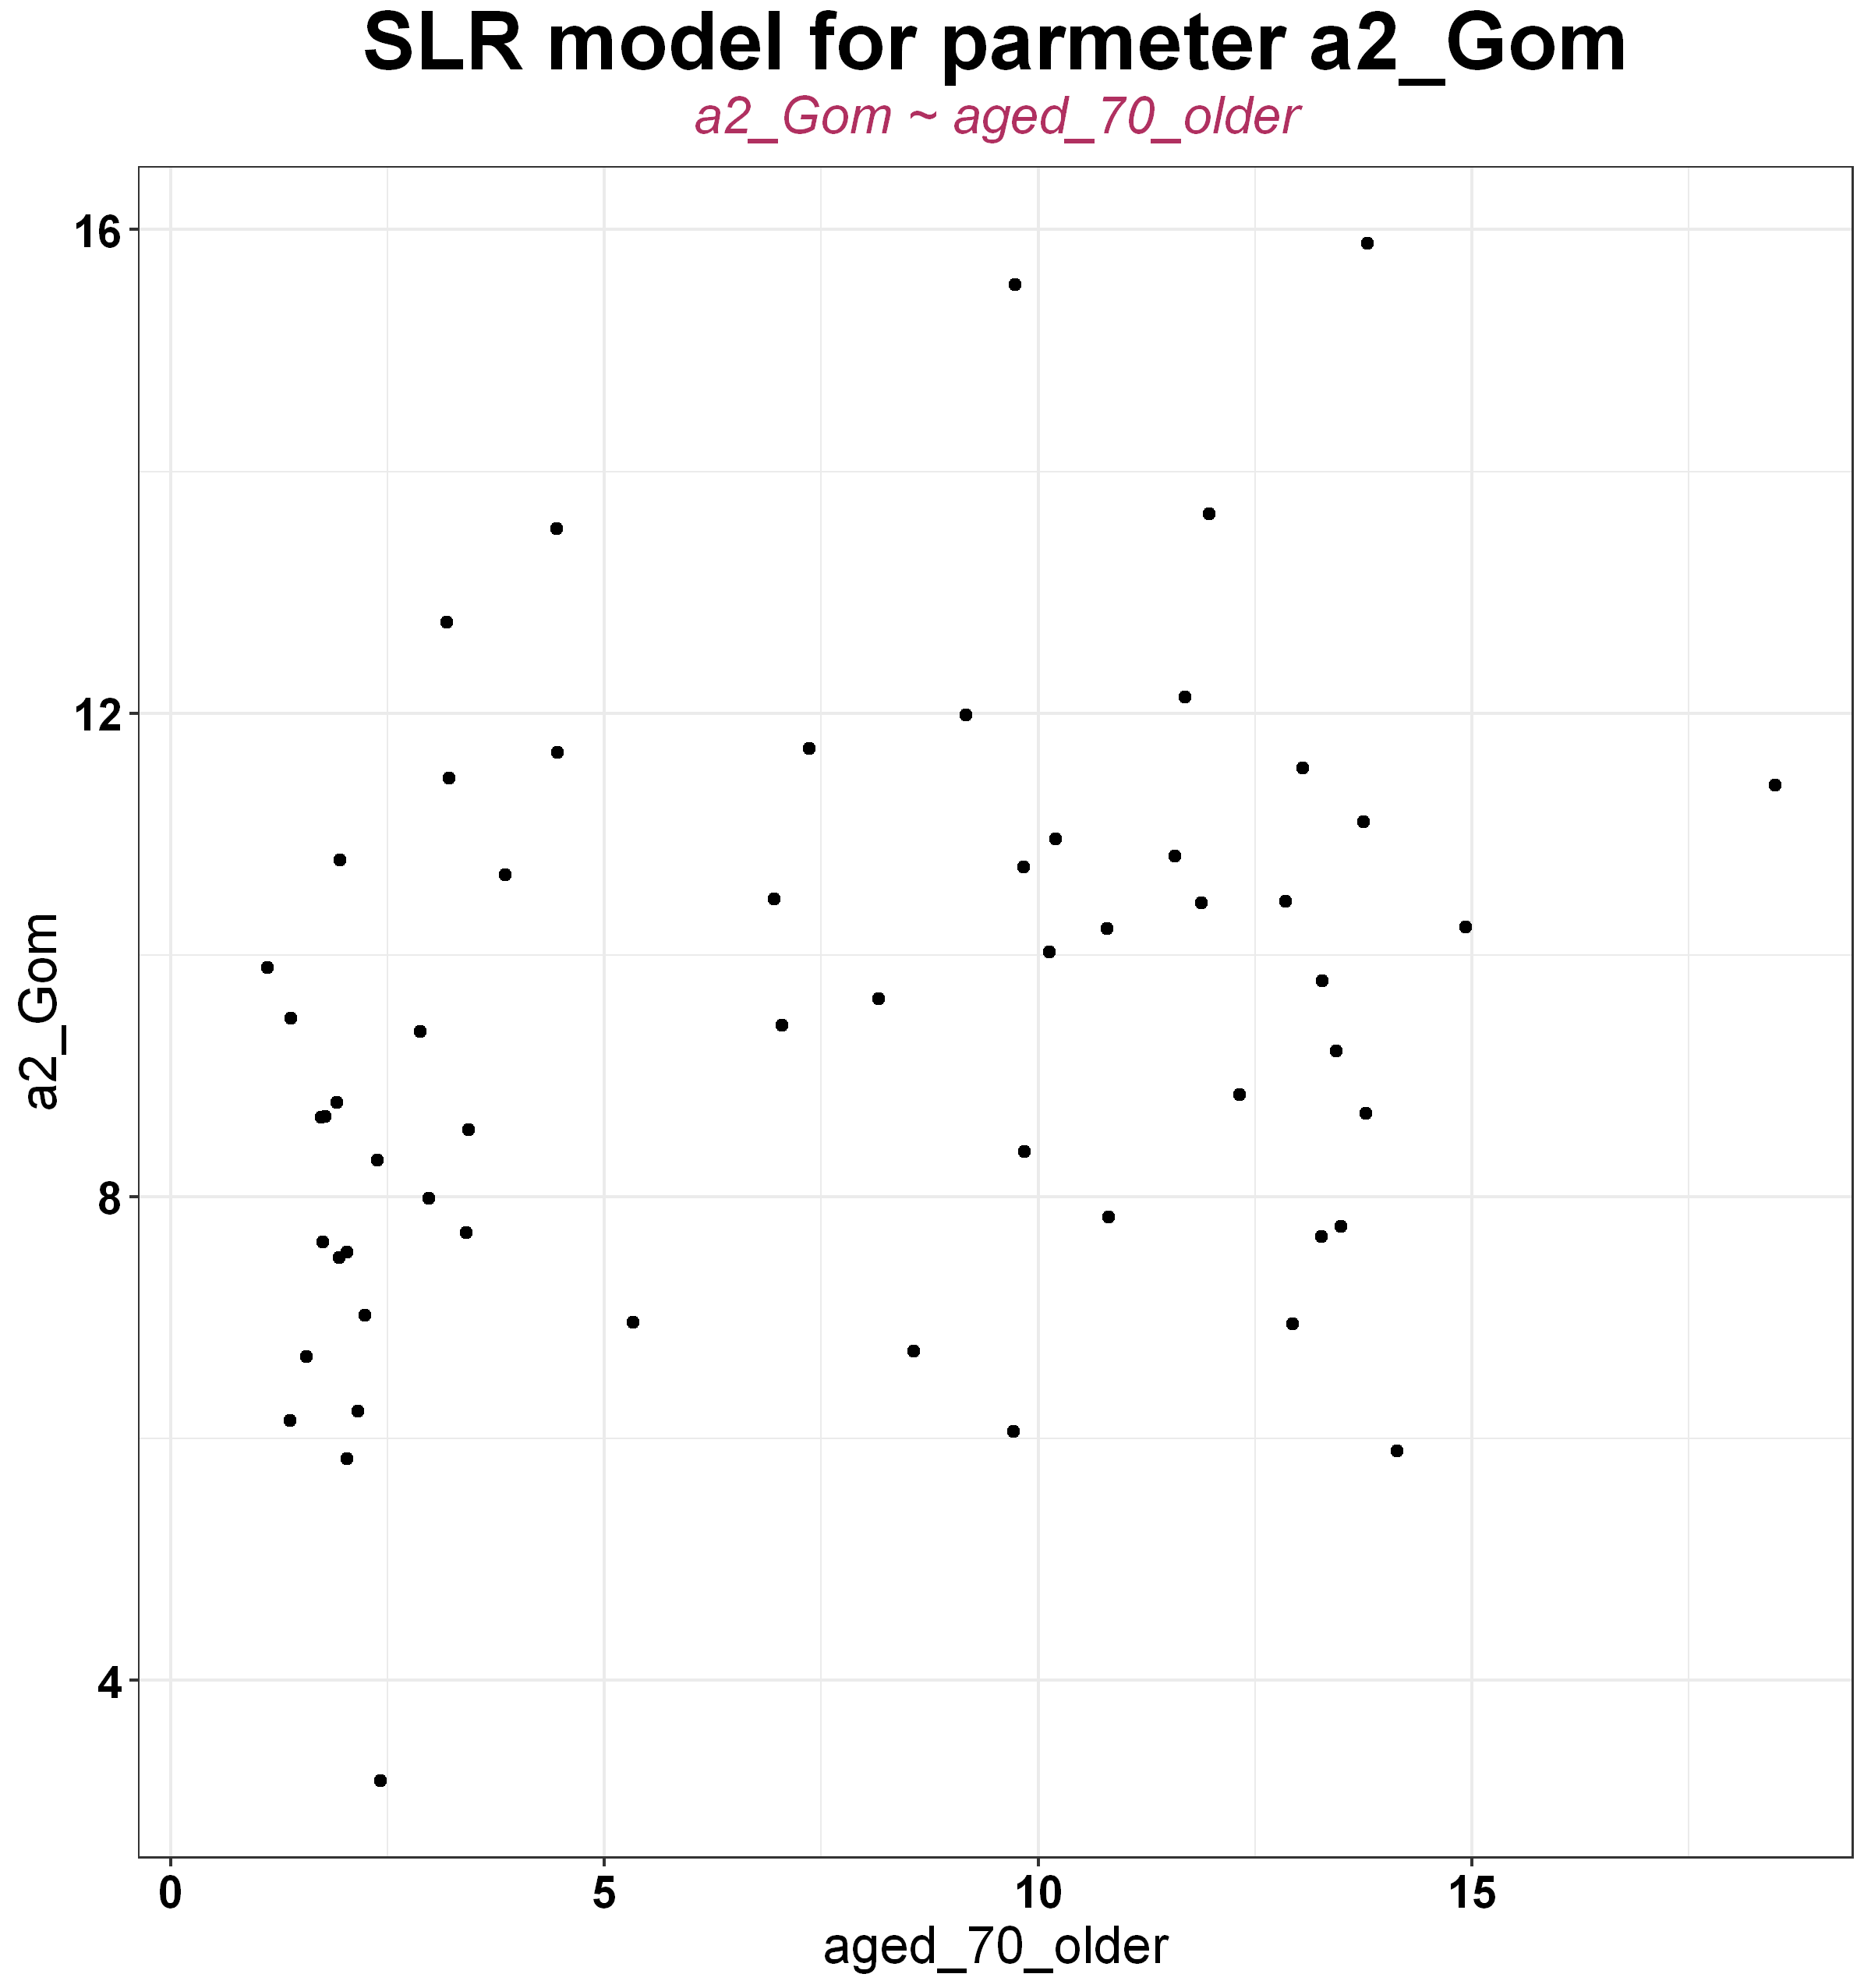 SLR model for parmeter a2_Gom
a2_Gom ~ aged_70_older
16
12
8
4
a2_Gom
0 5 10 15
aged_70_older